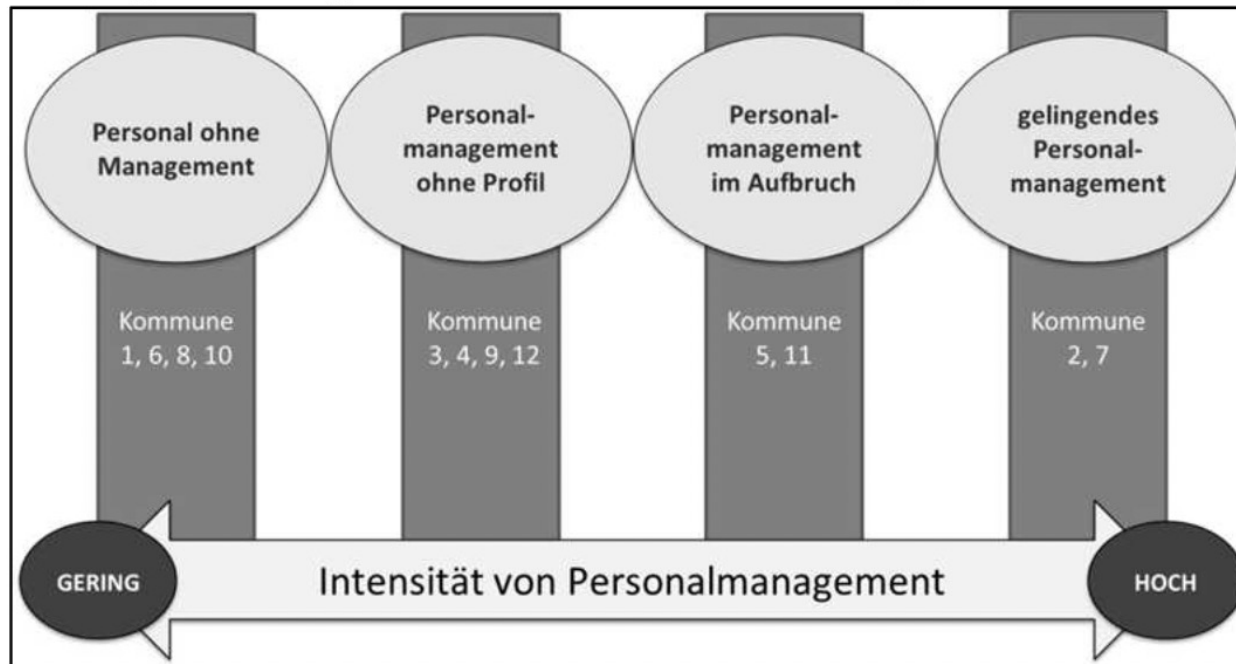 Personal ohne
Management
Personal-
management
ohne Profil
Personal-
management
im Aufbruch
gelingendes
Personal-
management
Kommune
1, 6, 8, 10
Kommune
3, 4, 9, 12
Kommune
5, 11
Kommune
2, 7
GERING
Intensität von Personalmanagement
HOCH